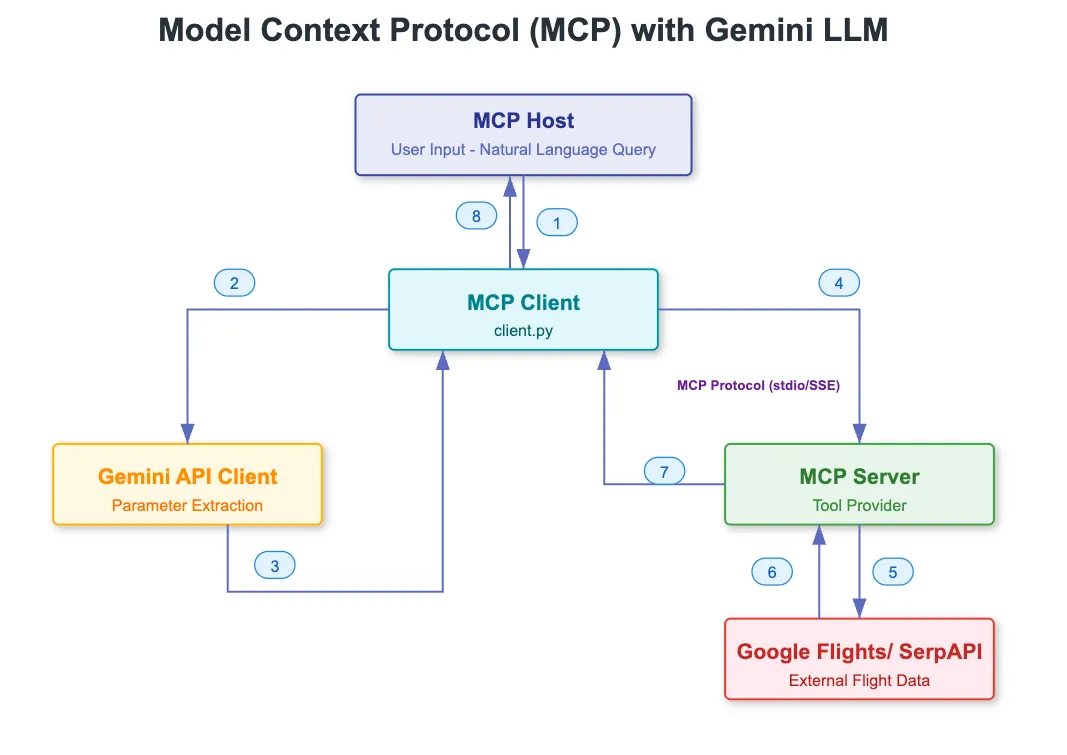 Model Context Protocol (MCP) with Gemini LLM
MCP Host
User Input - Natural Language Query
8
1
2
4
MCP Client
client.py
MCP Protocol (stdio/SSE)
Gemini API Client
Parameter Extraction
7
MCP Server
Tool Provider
3
6
5
Google Flights/ SerpAPI
External Flight Data